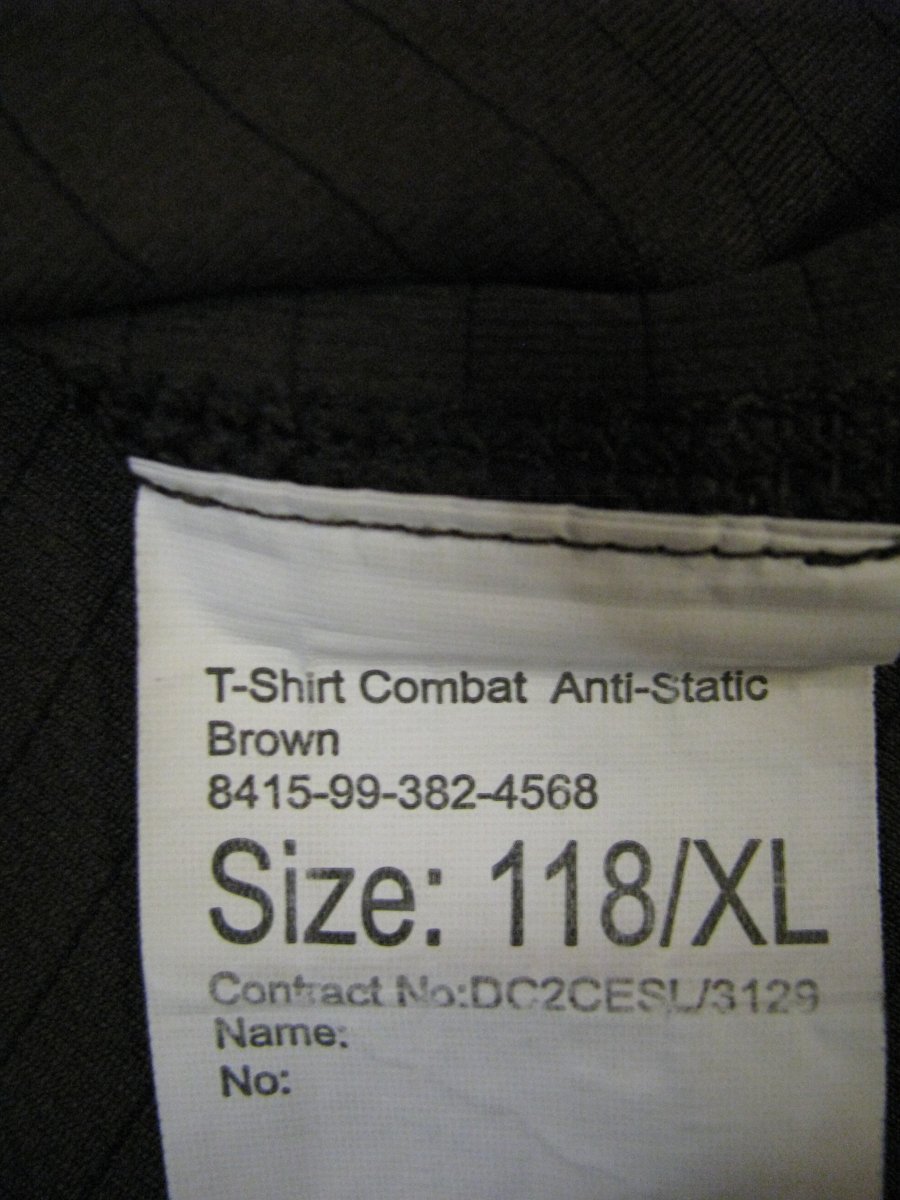 T-Shirt Combat Anti-Static
Brown
8415-99-382-4568
Size: 118/XL
Contract No:DC2CESL/3129
Name:
No: